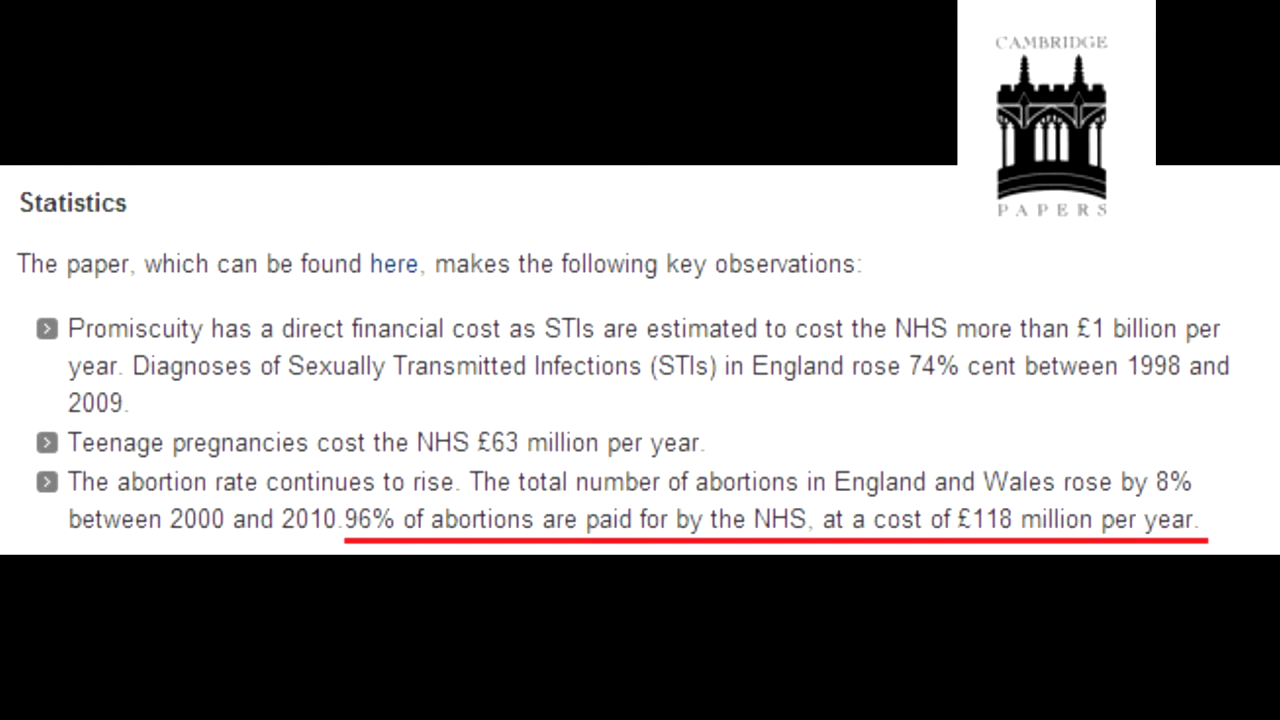 CAMBRIDGE
PAPERS
Statistics
The paper, which can be found here, makes the following key observations:
Promiscuity has a direct financial cost as STIs are estimated to cost the NHS more than £1 billion per
year. Diagnoses of Sexually Transmitted Infections (STIs) in England rose 74% cent between 1998 and
2009.
Teenage pregnancies cost the NHS £63 million per year.
The abortion rate continues to rise. The total number of abortions in England and Wales rose by 8%
between 2000 and 2010.96% of abortions are paid for by the NHS, at a cost of £118 million per year.